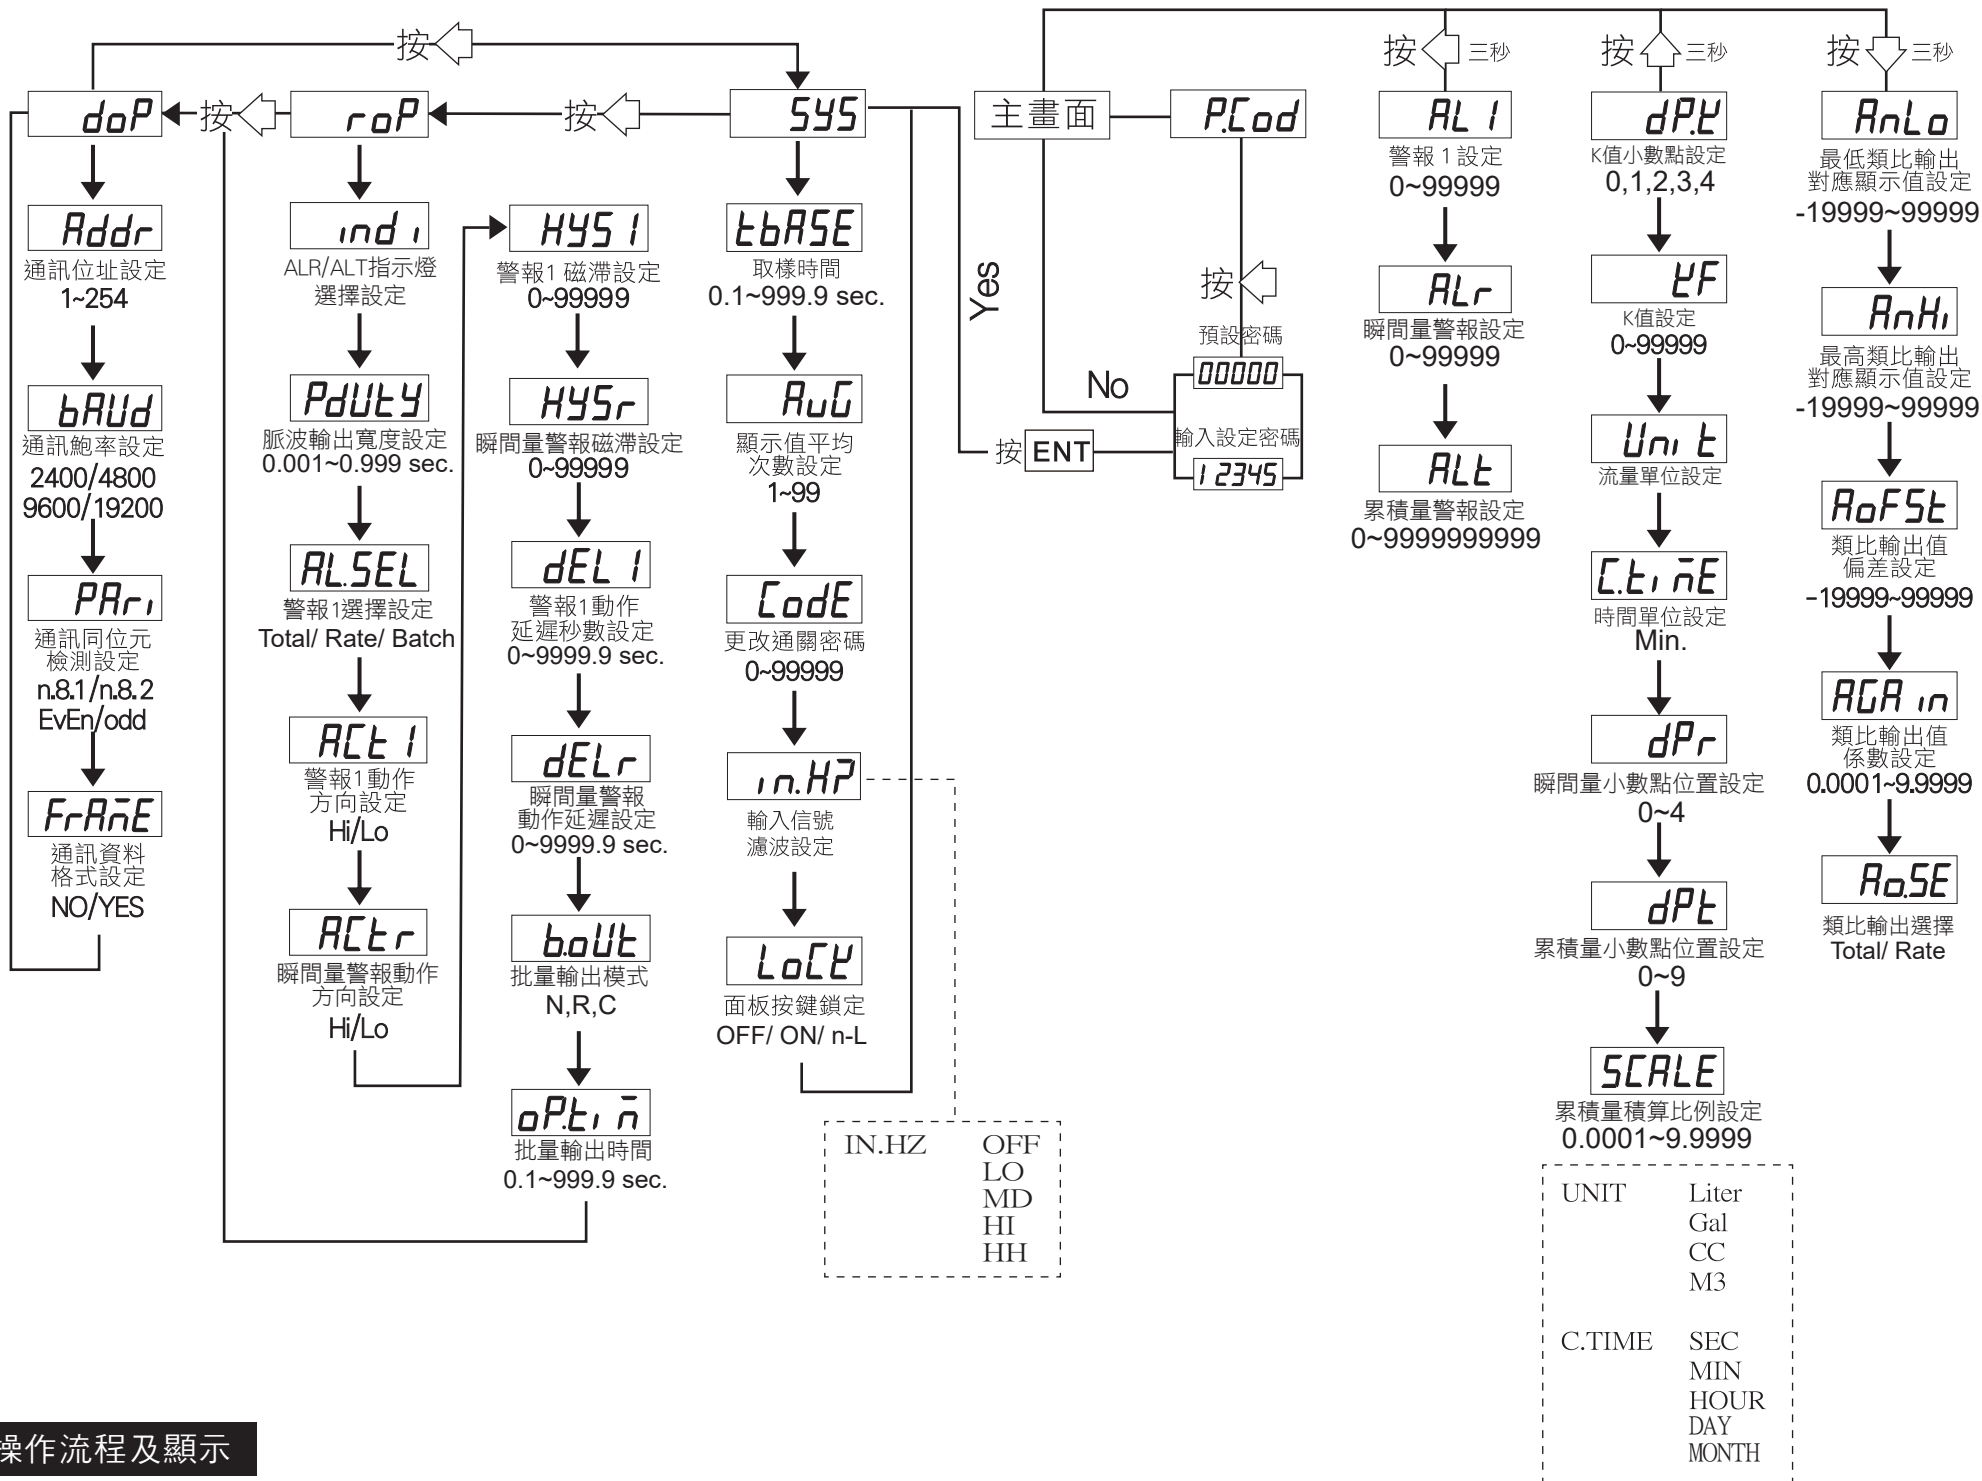 按
doP
Addr
通訊位址設定
1~254
bAUd
通訊鮑率設定
2400/4800
9600/19200
PAri
通訊同位元
檢測設定
n.8.1/n.8.2
EvEn/odd
FrAmE
通訊資料
格式設定
NO/YES
按
roP
indi
ALR/ALT指示燈
選擇設定
PdUtY
脈波輸出寬度設定
0.001~0.999 sec.
AL.SEL
警報1選擇設定
Total/ Rate/ Batch
ACt1
警報1動作
方向設定
Hi/Lo
ACtr
瞬間量警報動作
方向設定
Hi/Lo
按
HYS1
警報1 磁滯設定
0~99999
HYSr
瞬間量警報磁滯設定
0~99999
dEL1
警報1動作
延遲秒數設定
0~9999.9 sec.
dELr
瞬間量警報
動作延遲設定
0~9999.9 sec.
b.oUt
批量輸出模式
N,R,C
oP.tim
批量輸出時間
0.1~999.9 sec.
SYS
tbASE
取樣時間
0.1~999.9 sec.
AvG
顯示值平均
次數設定
1~99
CodE
更改通關密碼
0~99999
in.HZ
輸入信號
濾波設定
LoCK
面板按鍵鎖定
OFF/ ON/ n-L
IN.HZ OFF
LO
MD
HI
HH
主畫面
P.Cod
按
預設密碼
00000
輸入設定密碼
12345
Yes
No
按 ENT
按 三秒
AL1
警報1設定
0~99999
ALr
瞬間量警報設定
0~99999
ALt
累積量警報設定
0~9999999999
按 三秒
dP.K
K值小數點設定
0,1,2,3,4
KF
K值設定
0~99999
Unit
流量單位設定
C.timE
時間單位設定
Min.
dPr
瞬間量小數點位置設定
0~4
dPt
累積量小數點位置設定
0~9
SCALE
累積量積算比例設定
0.0001~9.9999
UNIT Liter
Gal
CC
M3
C.TIME SEC
MIN
HOUR
DAY
MONTH
按 三秒
AnLo
最低類比輸出
對應顯示值設定
-19999~99999
AnHi
最高類比輸出
對應顯示值設定
-19999~99999
AoFSt
類比輸出值
偏差設定
-19999~99999
AGAin
類比輸出值
係數設定
0.0001~9.9999
Ao.SE
類比輸出選擇
Total/ Rate
操作流程及顯示